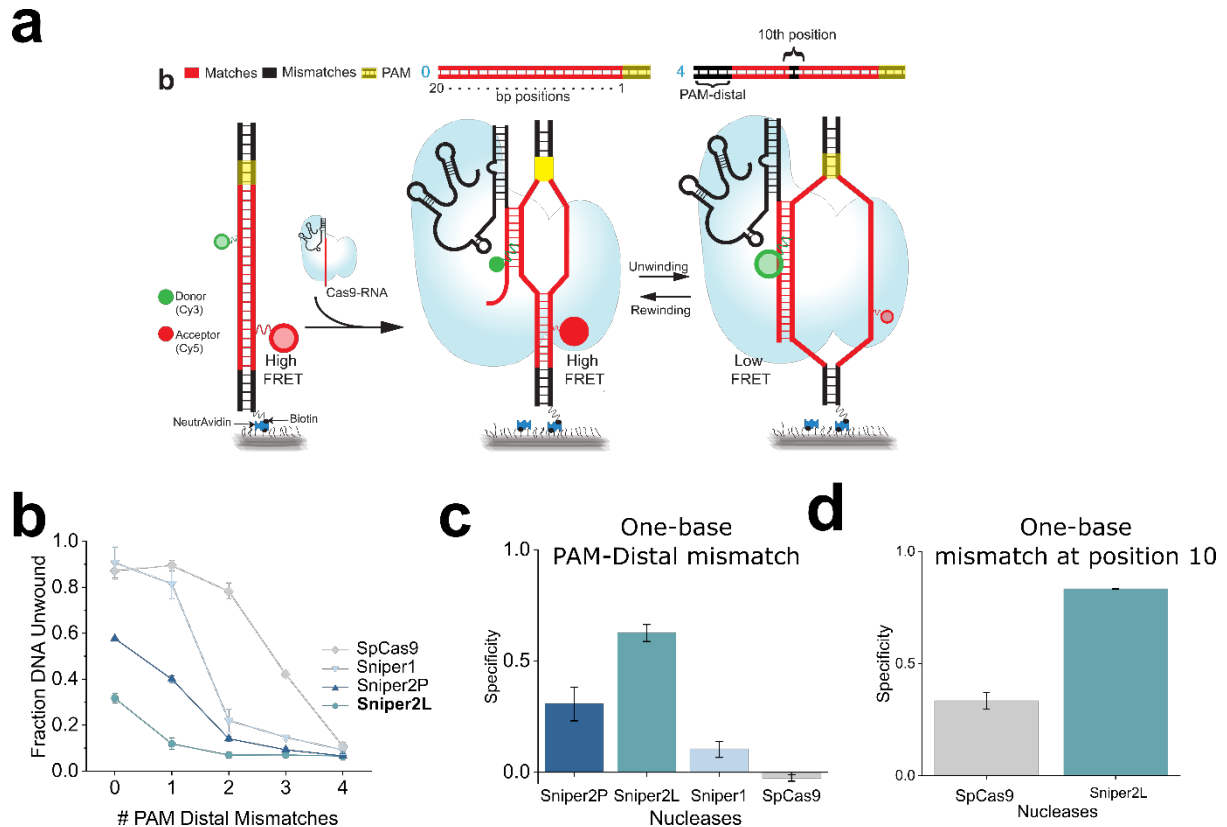 a
b
Matches
Mismatches
PAM
0
20 - - - - - - - - - - - - - 1
bp positions
10th position
4
PAM-distal
Donor
(Cy3)
Acceptor
(Cy5)
High
FRET
Cas9-RNA
High
FRET
Unwinding
Rewinding
Low
FRET
NeutrAvidin
Biotin
b
Fraction DNA Unwound
1.0
0.8
0.6
0.4
0.2
0.0
SpCas9
Sniper1
Sniper2P
Sniper2L
0 1 2 3 4
# PAM Distal Mismatches
c
One-base
PAM-Distal mismatch
Specificity
1.0
0.5
0.0
Sniper2P Sniper2L Sniper1 SpCas9
Nucleases
d
One-base
mismatch at position 10
Specificity
1.0
0.5
0.0
SpCas9 Sniper2L
Nucleases